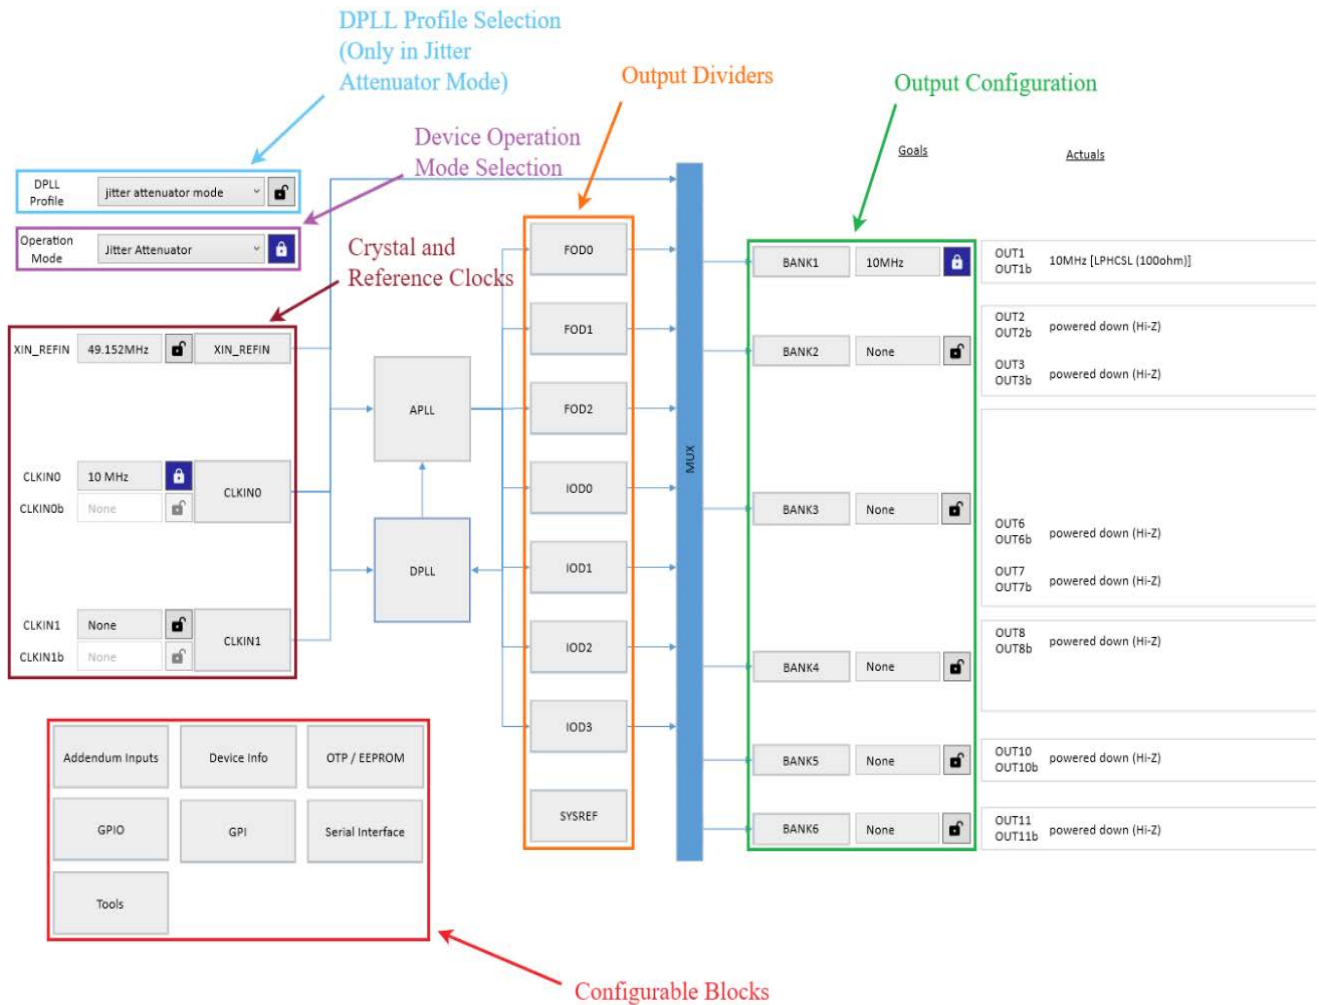 DPLL Profile Selection
(Only in Jitter
Attenuator Mode)
Output Dividers
Output Configuration
Device Operation
Mode Selection
Goals
Actuals
DPLL
Profile
jitter attenuator mode
Operation
Mode
Jitter Attenuator
Crystal and
Reference Clocks
XIN_REFIN
49.152MHz
XIN_REFIN
CLKIN0
10 MHz
CLKIN0b
None
CLKIN0
CLKIN1
None
CLKIN1b
None
CLKIN1
APLL
DPLL
FOD0
FOD1
FOD2
IOD0
IOD1
IOD2
IOD3
SYSREF
MUX
BANK1
10MHz
BANK2
None
BANK3
None
BANK4
None
BANK5
None
BANK6
None
OUT1
OUT1b
10MHz [LPHCSL (100ohm)]
OUT2
OUT2b
powered down (Hi-Z)
OUT3
OUT3b
powered down (Hi-Z)
OUT6
OUT6b
powered down (Hi-Z)
OUT7
OUT7b
powered down (Hi-Z)
OUT8
OUT8b
powered down (Hi-Z)
OUT10
OUT10b
powered down (Hi-Z)
OUT11
OUT11b
powered down (Hi-Z)
Addendum Inputs
Device Info
OTP / EEPROM
GPIO
GPI
Serial Interface
Tools
Configurable Blocks